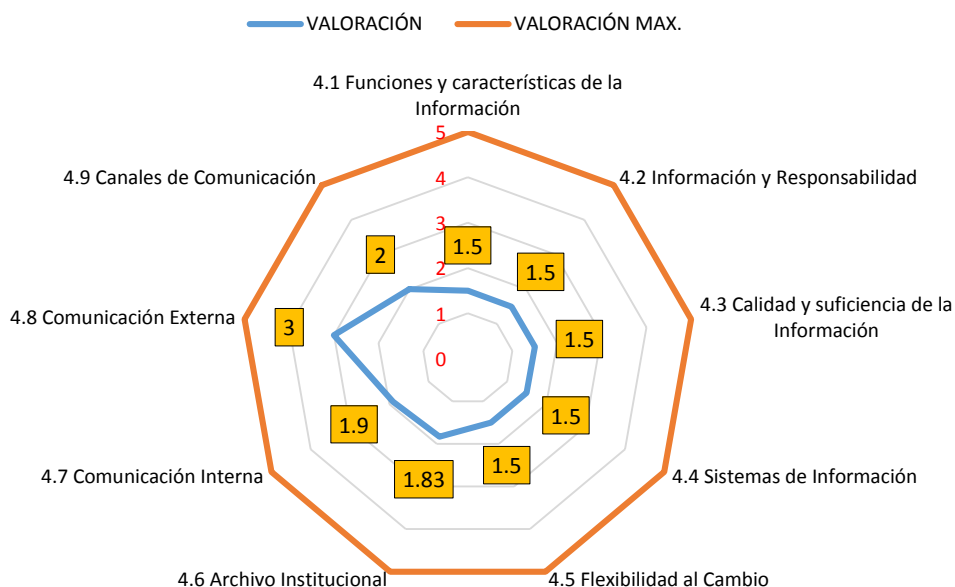 VALORACIÓN VALORACIÓN MAX.
4.1 Funciones y características de la
Información
5
4.9 Canales de Comunicación
4.2 Información y Responsabilidad
4
3
2
1.5
1.5
2
4.8 Comunicación Externa
3
1
1.5
4.3 Calidad y suficiencia de la
Información
0
1.9
1.5
1.83
1.5
4.7 Comunicación Interna
4.4 Sistemas de Información
4.6 Archivo Institucional
4.5 Flexibilidad al Cambio